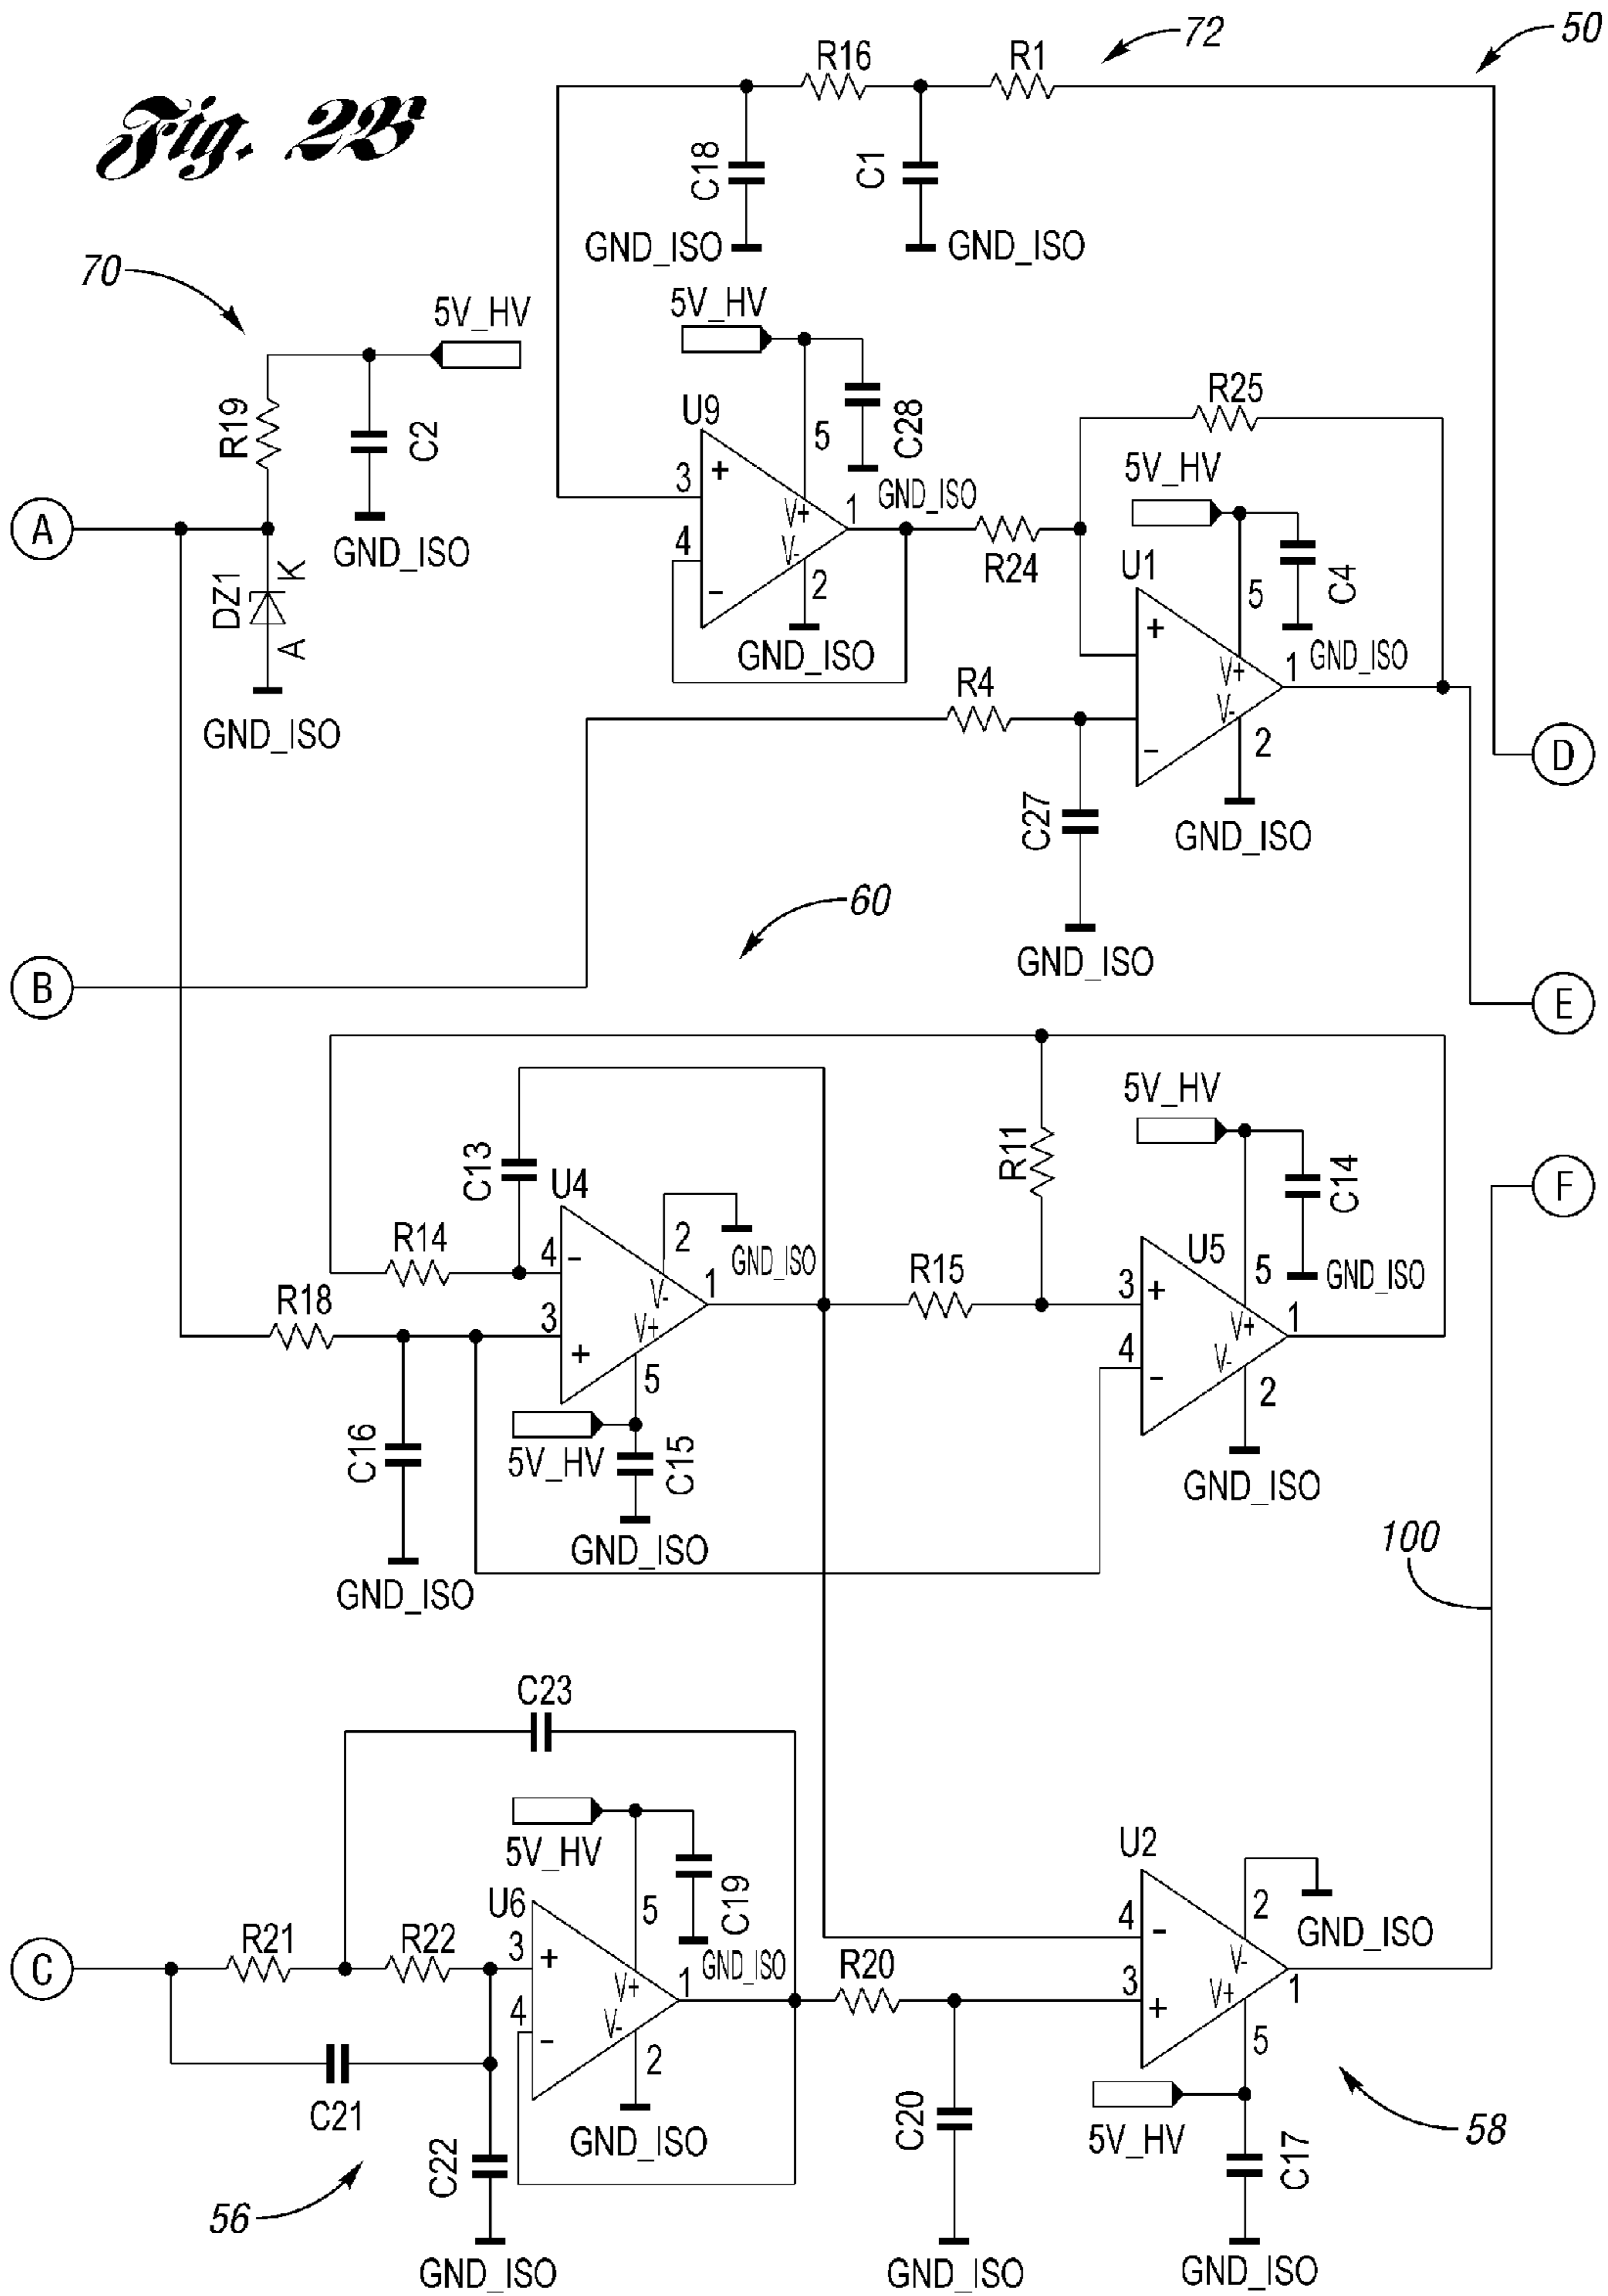 Fig. 2B
72
50
R16
R1
C18
C1
GND_ISO
GND_ISO
70
5V_HV
R19
C2
GND_ISO
A
DZ1
K
A
GND_ISO
5V_HV
U9
C28
5
GND_ISO
3
+
V+
1
4
V-
-
2
GND_ISO
R24
R25
5V_HV
U1
C4
5
GND_ISO
+
V+
1
V-
-
2
GND_ISO
R4
C27
GND_ISO
D
60
B
E
C13
R14
U4
2
GND_ISO
4
-
V-
1
R18
3
+
V+
5
5V_HV
C15
GND_ISO
C16
GND_ISO
R11
R15
5V_HV
C14
GND_ISO
U5
5
3
+
V+
1
4
V-
-
2
GND_ISO
F
100
C23
5V_HV
C19
GND_ISO
U6
5
C
R21
R22
3
+
V+
1
4
V-
-
2
GND_ISO
C21
C22
GND_ISO
56
R20
C20
GND_ISO
U2
2
GND_ISO
4
-
V-
1
3
+
V+
5
5V_HV
C17
GND_ISO
58